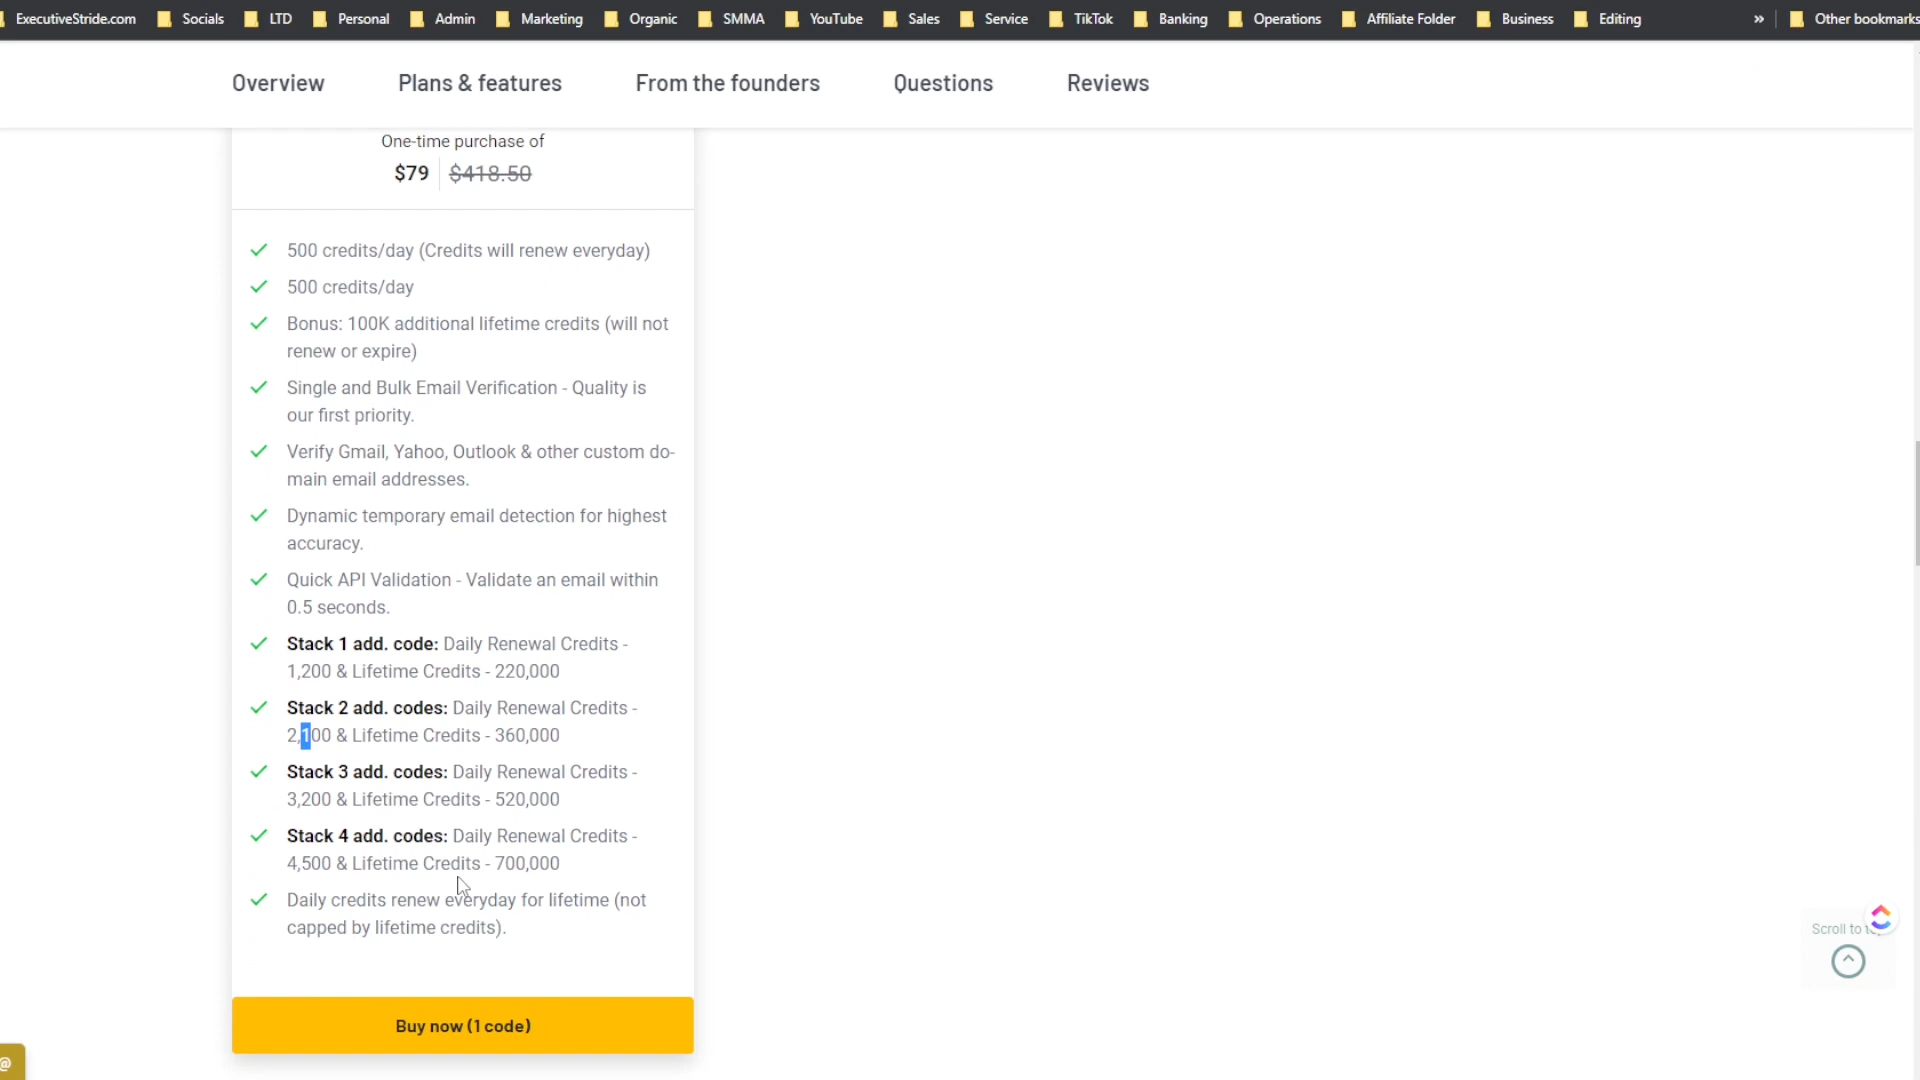 ExecutiveStride.com Socials LTD Personal Admin Marketing Organic SMMA YouTube Sales Service TikTok Banking Operations Affiliate Folder Business Editing » Other bookmarks
Overview Plans & features From the founders Questions Reviews
One-time purchase of
$79 $418.50
500 credits/day (Credits will renew everyday)
500 credits/day
Bonus: 100K additional lifetime credits (will not
renew or expire)
Single and Bulk Email Verification - Quality is
our first priority.
Verify Gmail, Yahoo, Outlook & other custom do-
main email addresses.
Dynamic temporary email detection for highest
accuracy.
Quick API Validation - Validate an email within
0.5 seconds.
Stack 1 add. code: Daily Renewal Credits -
1,200 & Lifetime Credits - 220,000
Stack 2 add. codes: Daily Renewal Credits -
2,100 & Lifetime Credits - 360,000
Stack 3 add. codes: Daily Renewal Credits -
3,200 & Lifetime Credits - 520,000
Stack 4 add. codes: Daily Renewal Credits -
4,500 & Lifetime Credits - 700,000
Daily credits renew everyday for lifetime (not
capped by lifetime credits).
Scroll to
Buy now (1 code)
@